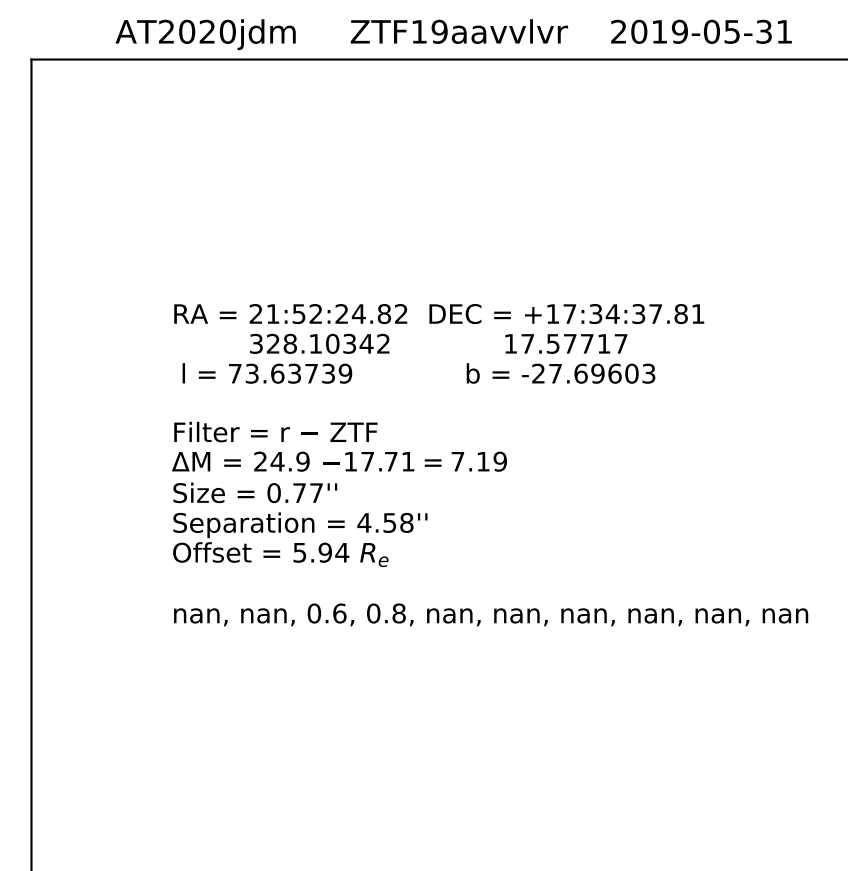 AT2020jdm ZTF19aavvlvr 2019-05-31
RA = 21:52:24.82 DEC = +17:34:37.81
328.10342 17.57717
l = 73.63739 b = -27.69603
Filter = r − ZTF
ΔM = 24.9 −17.71 = 7.19
Size = 0.77''
Separation = 4.58''
Offset = 5.94 Rₑ
nan, nan, 0.6, 0.8, nan, nan, nan, nan, nan, nan